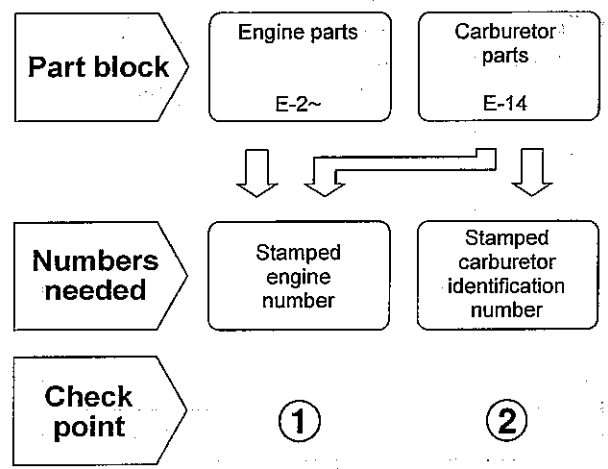 Part block
Engine parts
E-2~
Carburetor
parts
E-14
Numbers
needed
Stamped
engine
number
Stamped
carburetor
identification
number
Check
point
1
2